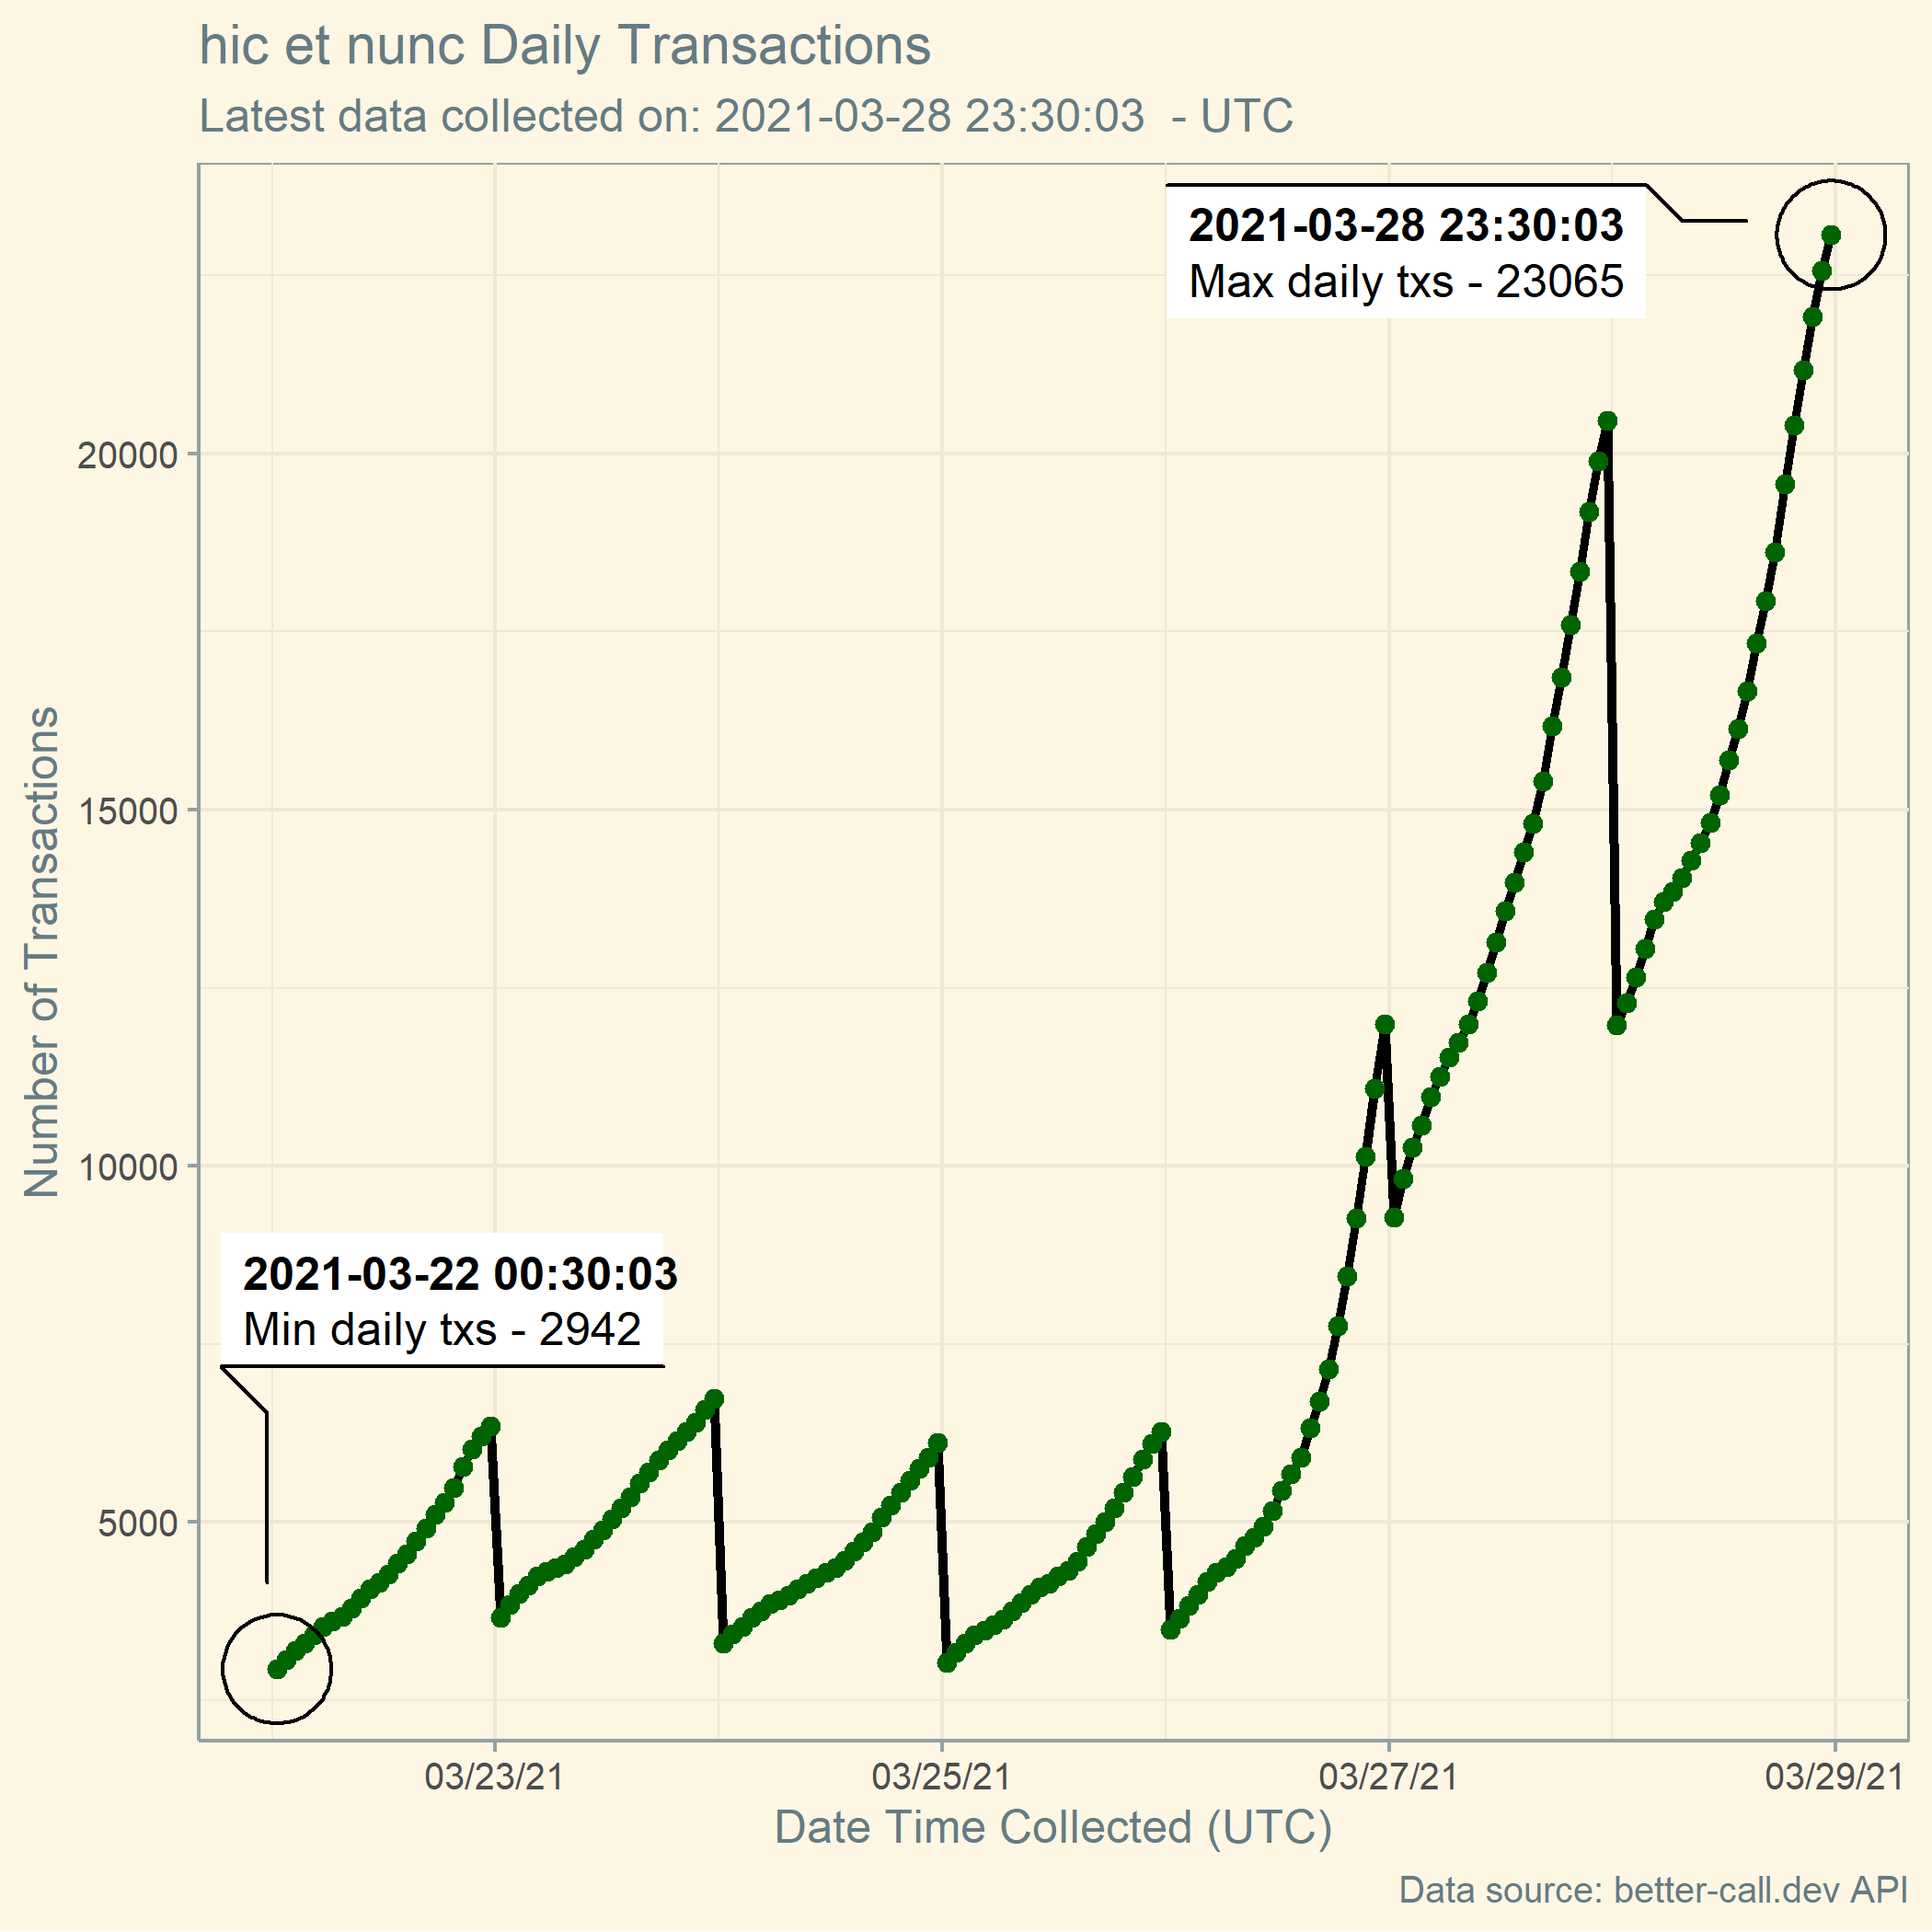 hic et nunc Daily Transactions
Latest data collected on: 2021-03-28 23:30:03  - UTC
2021-03-28 23:30:03
Max daily txs - 23065
20000
15000
10000
5000
Number of Transactions
2021-03-22 00:30:03
Min daily txs - 2942
03/23/21
03/25/21
03/27/21
03/29/21
Date Time Collected (UTC)
Data source: better-call.dev API